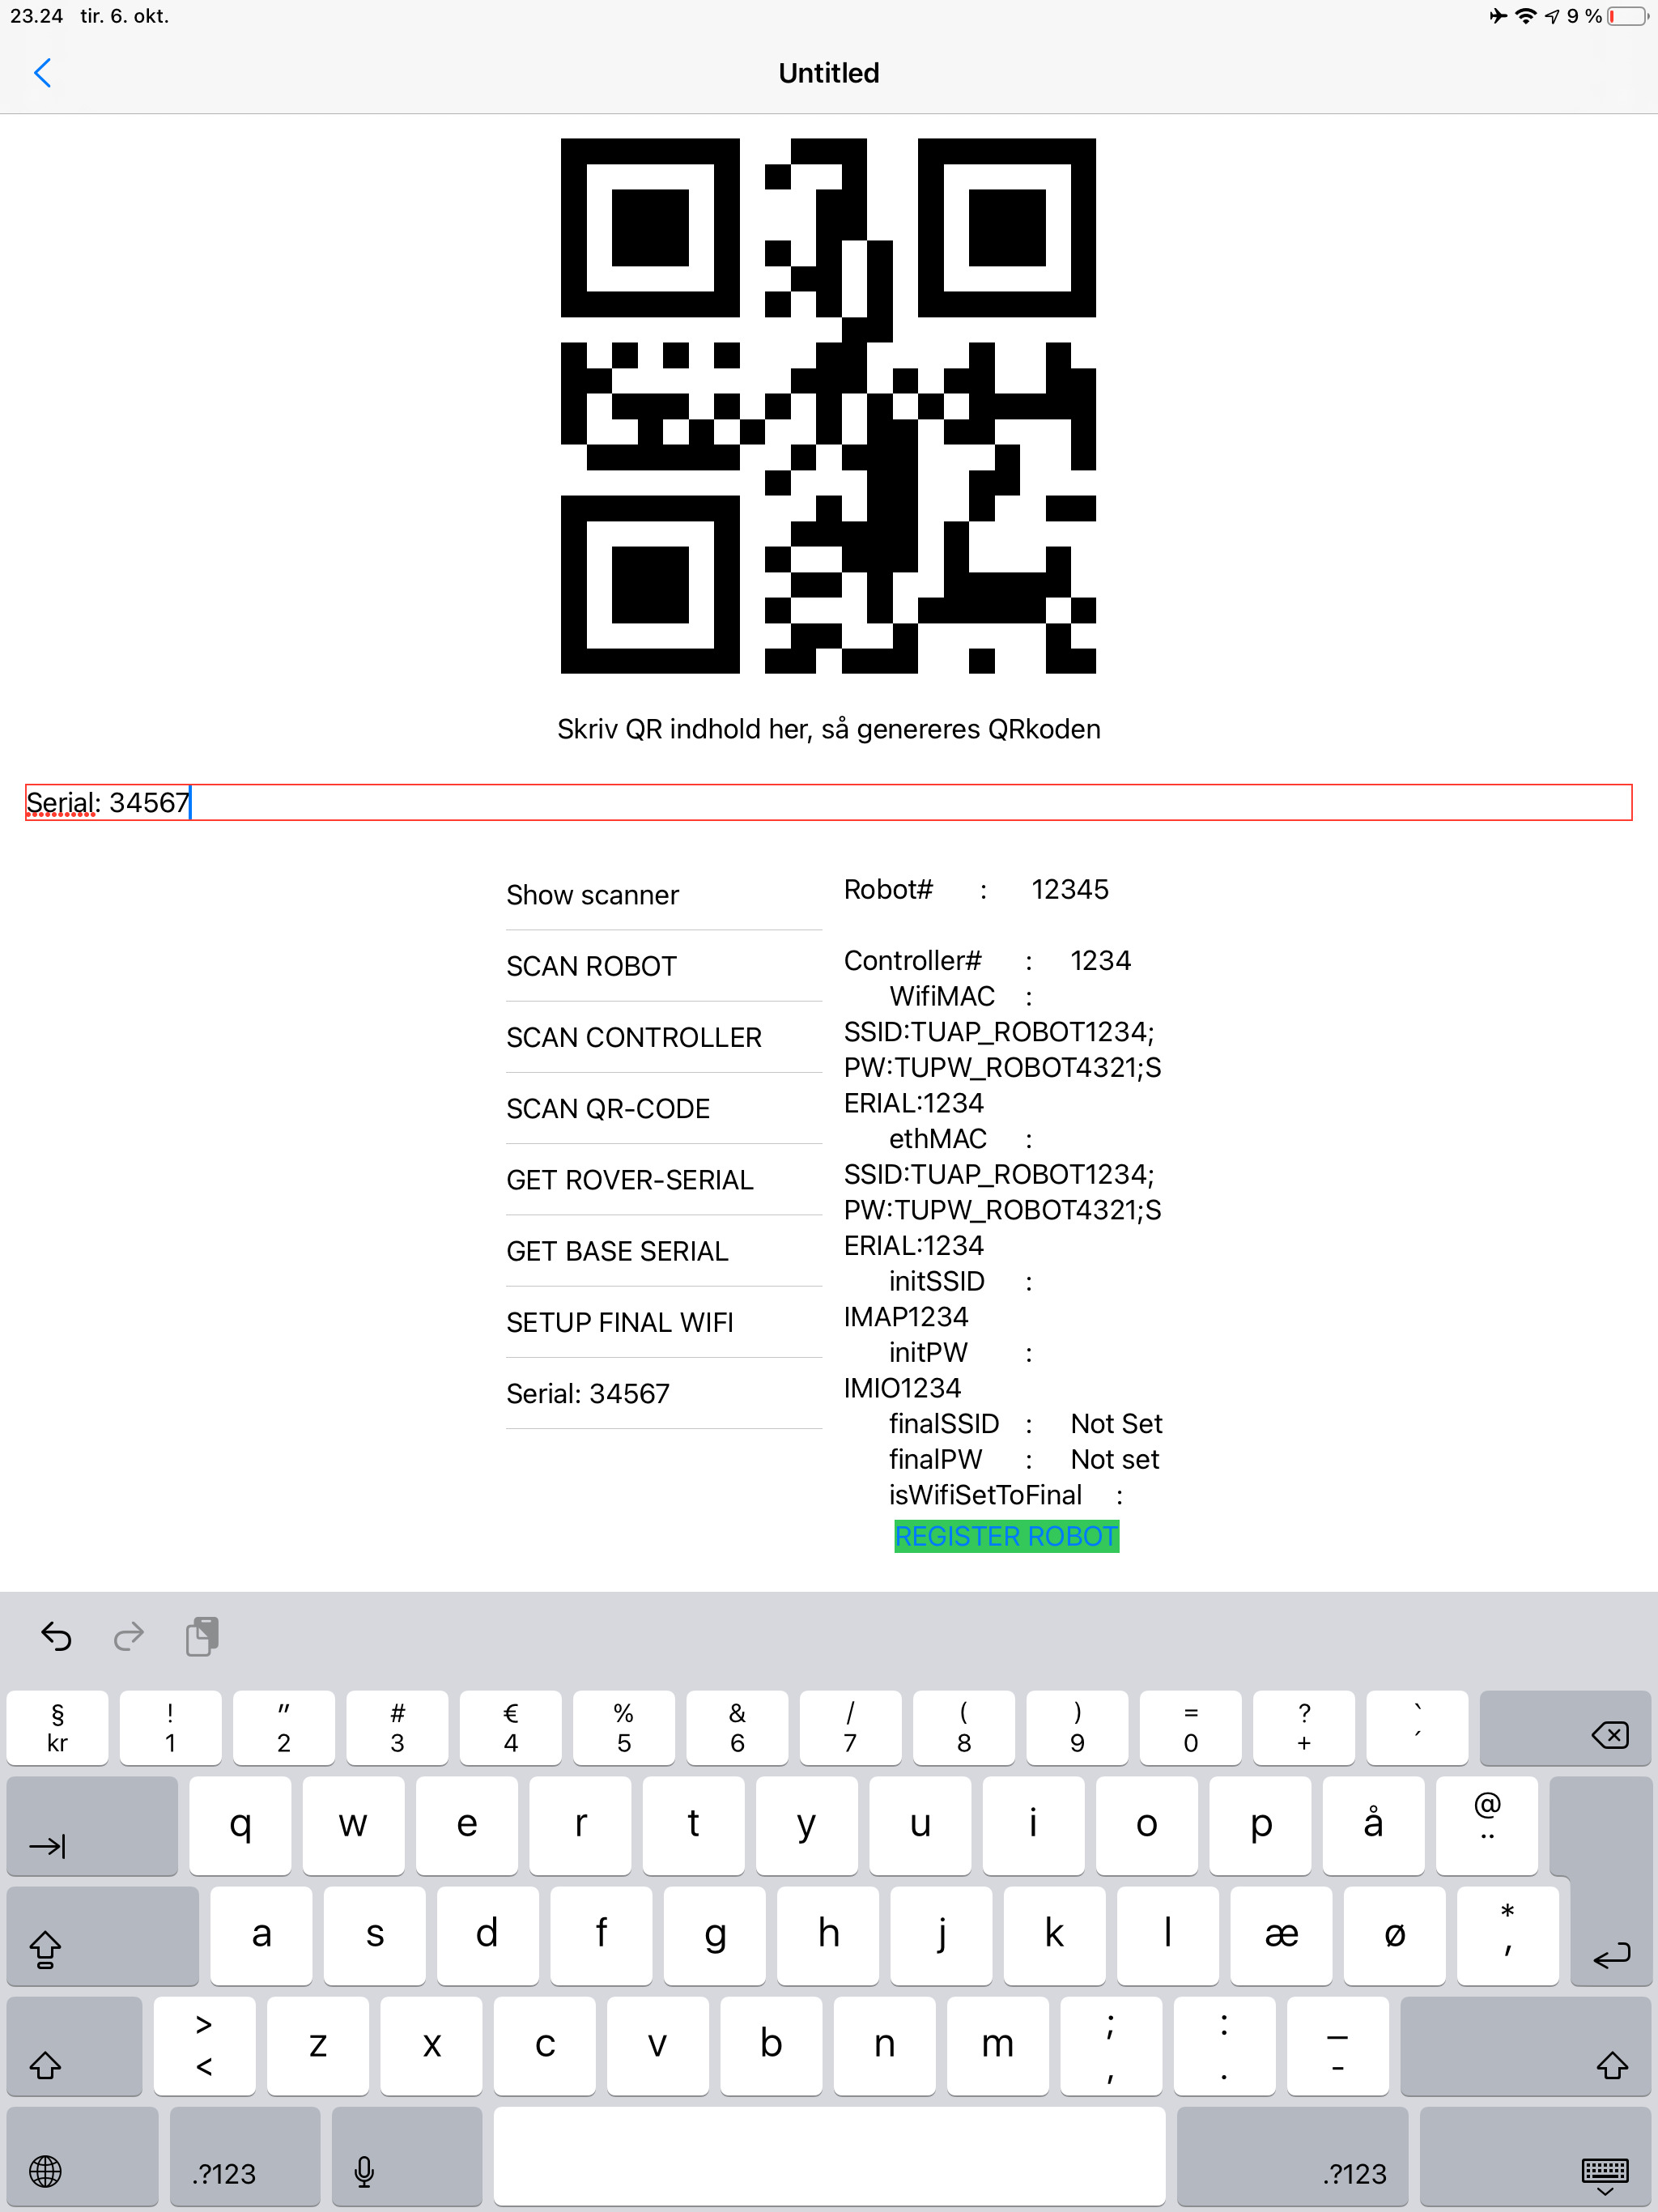 23.24 tir. 6. okt.
9 %
Untitled
Skriv QR indhold her, så genereres QRkoden
Serial: 34567
Show scanner
SCAN ROBOT
SCAN CONTROLLER
SCAN QR-CODE
GET ROVER-SERIAL
GET BASE SERIAL
SETUP FINAL WIFI
Serial: 34567
Robot# : 12345
Controller# : 1234
WifiMAC :
SSID:TUAP_ROBOT1234;
PW:TUPW_ROBOT4321;S
ERIAL:1234
ethMAC :
SSID:TUAP_ROBOT1234;
PW:TUPW_ROBOT4321;S
ERIAL:1234
initSSID :
IMAP1234
initPW :
IMIO1234
finalSSID : Not Set
finalPW : Not set
isWifiSetToFinal :
REGISTER ROBOT
§ ! " # € % & / ( ) = ? `
kr 1 2 3 4 5 6 7 8 9 0 + ´
q w e r t y u i o p å @ ¨
a s d f g h j k l æ ø * '
> < z x c v b n m ; , : . _ -
.?123 .?123